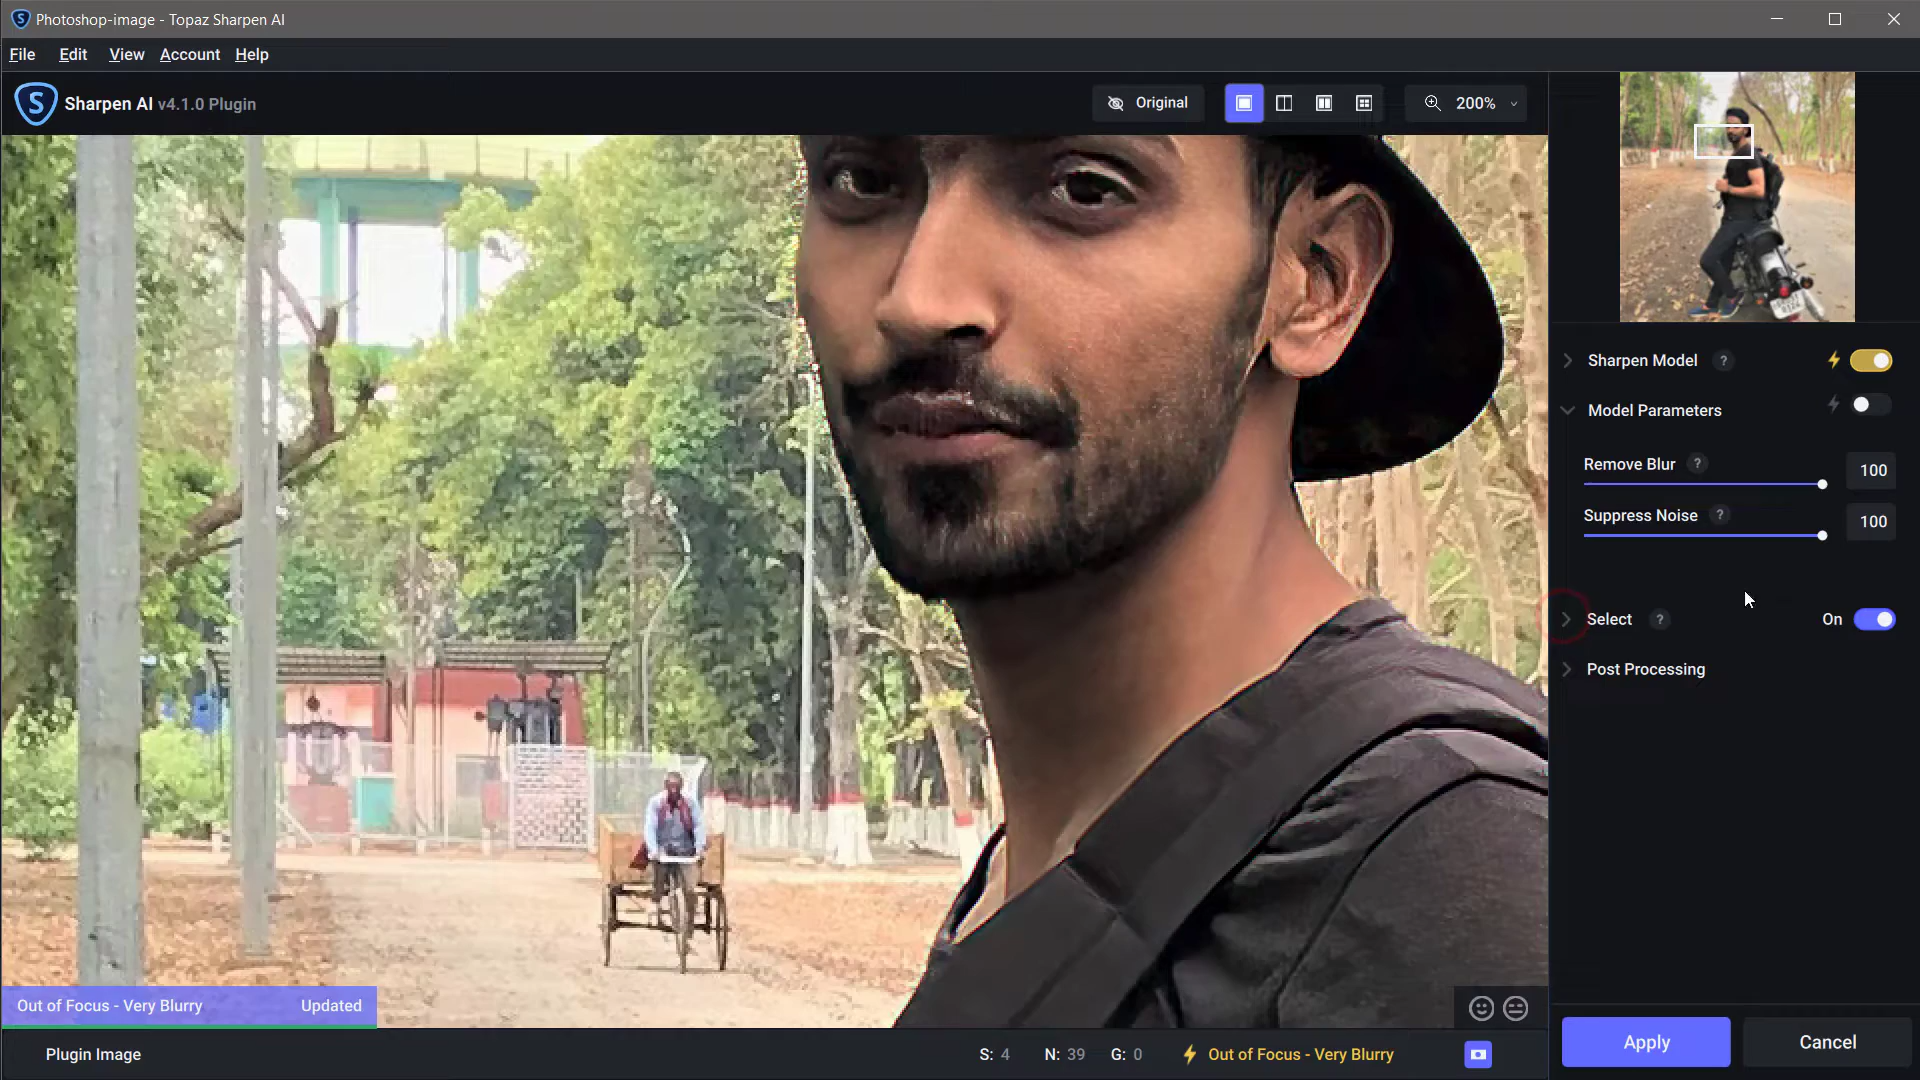 Photoshop-image - Topaz Sharpen AI
File Edit View Account Help
Sharpen AI v4.1.0 Plugin
Original
200%
Sharpen Model ?
Model Parameters
Remove Blur ? 100
Suppress Noise ? 100
Select ? On
Post Processing
Out of Focus - Very Blurry Updated
Plugin Image
S: 4 N: 39 G: 0
Out of Focus - Very Blurry
Apply Cancel